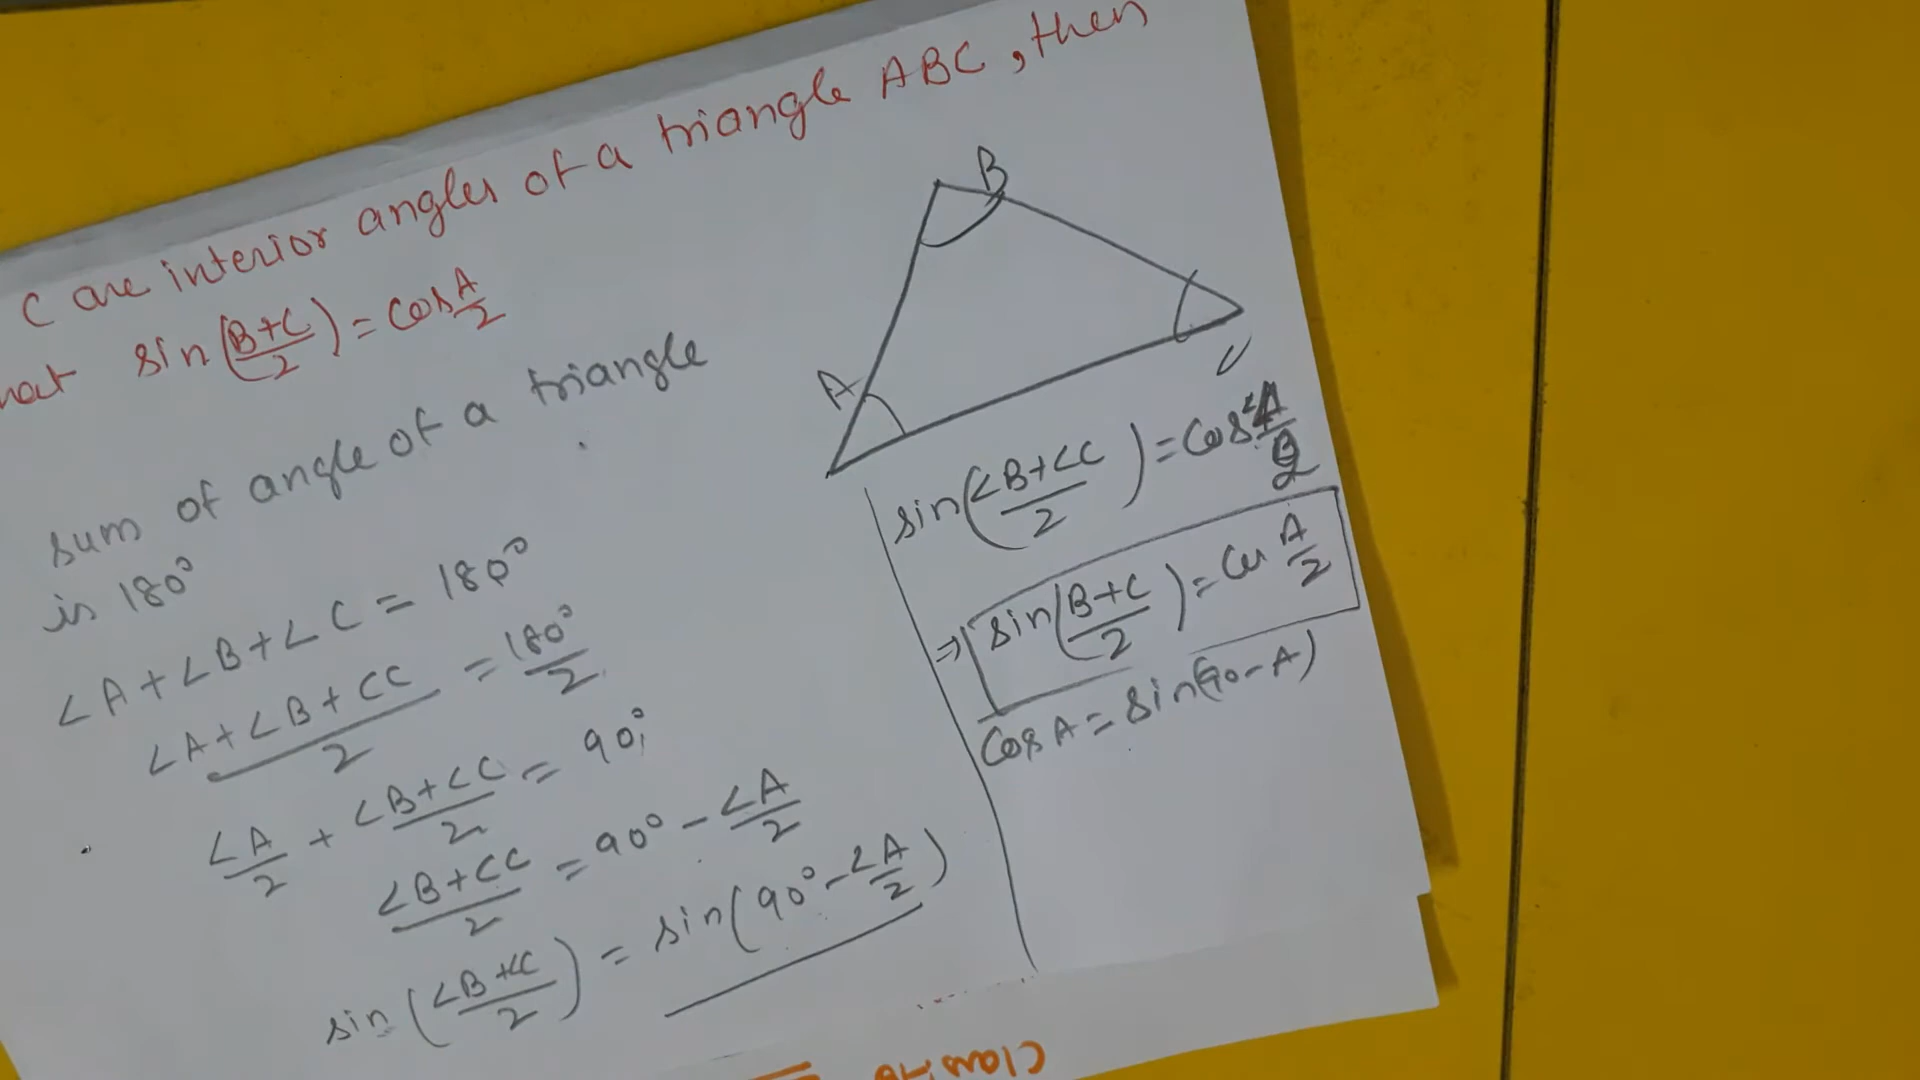 C are interior angles of a triangle ABC, then
sin(B+C/2) = cos A/2
sum of angle of a triangle
is 180°
∠A+∠B+∠C = 180°
∠A+∠B+∠C/2 = 180°/2
∠A/2 + ∠B+∠C/2 = 90°
∠B+∠C/2 = 90° - ∠A/2
sin(∠B+∠C/2) = sin(90° - ∠A/2)
B
A
C
sin(∠B+∠C/2) = cos ∠A/2
⇒ sin(B+C/2) = cos A/2
cos A = sin(90-A)